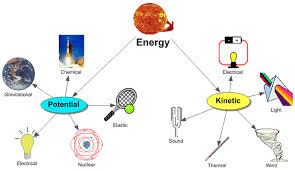 Energy
Chemical
Electrical
Gravitational
Potential
Kinetic
Light
Elastic
Sound
Electrical
Nuclear
Thermal
Wind